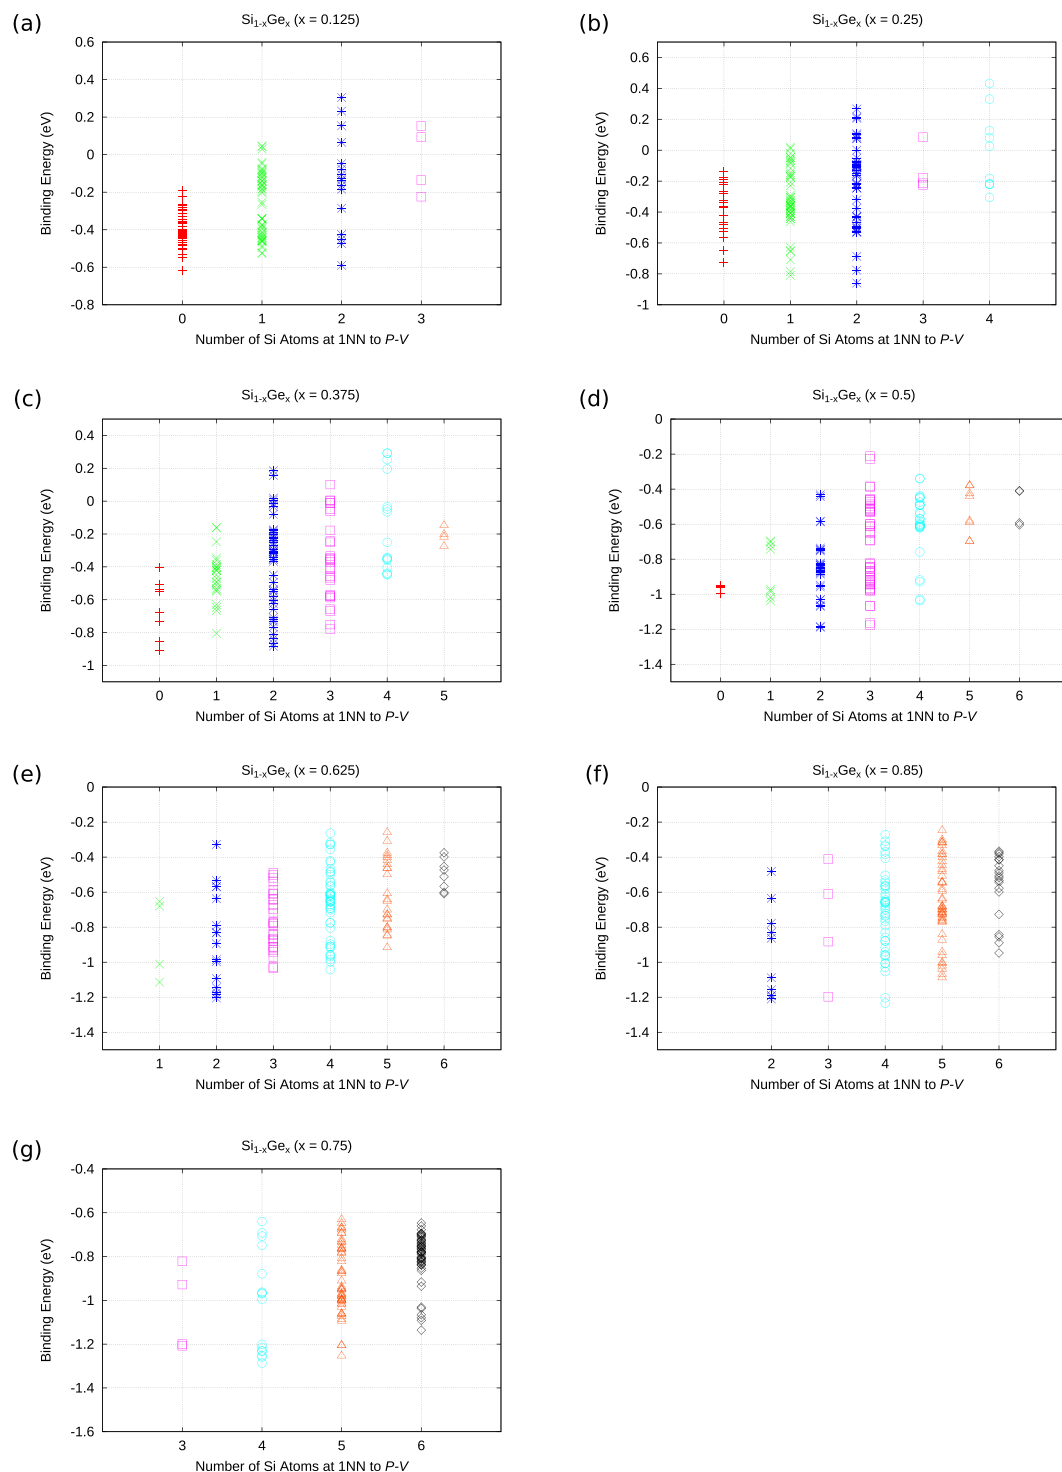 (a)
Si1-xGex (x = 0.125)
0.6
0.4
0.2
0
-0.2
-0.4
-0.6
-0.8
Binding Energy (eV)
0 1 2 3
Number of Si Atoms at 1NN to P-V
(b)
Si1-xGex (x = 0.25)
0.6
0.4
0.2
0
-0.2
-0.4
-0.6
-0.8
-1
Binding Energy (eV)
0 1 2 3 4
Number of Si Atoms at 1NN to P-V
(c)
Si1-xGex (x = 0.375)
0.4
0.2
0
-0.2
-0.4
-0.6
-0.8
-1
Binding Energy (eV)
0 1 2 3 4 5
Number of Si Atoms at 1NN to P-V
(d)
Si1-xGex (x = 0.5)
0
-0.2
-0.4
-0.6
-0.8
-1
-1.2
-1.4
Binding Energy (eV)
0 1 2 3 4 5 6
Number of Si Atoms at 1NN to P-V
(e)
Si1-xGex (x = 0.625)
0
-0.2
-0.4
-0.6
-0.8
-1
-1.2
-1.4
Binding Energy (eV)
1 2 3 4 5 6
Number of Si Atoms at 1NN to P-V
(f)
Si1-xGex (x = 0.85)
0
-0.2
-0.4
-0.6
-0.8
-1
-1.2
-1.4
Binding Energy (eV)
2 3 4 5 6
Number of Si Atoms at 1NN to P-V
(g)
Si1-xGex (x = 0.75)
-0.4
-0.6
-0.8
-1
-1.2
-1.4
-1.6
Binding Energy (eV)
3 4 5 6
Number of Si Atoms at 1NN to P-V